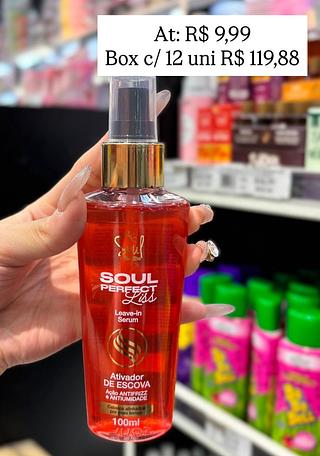 At: R$ 9,99
Box c/ 12 uni R$ 119,88
Soul
SOUL
PERFECT
Liss
Leave-in
Serum
Ativador
DE ESCOVA
Ação ANTIFRIZZ
e ANTIUMIDADE
100ml